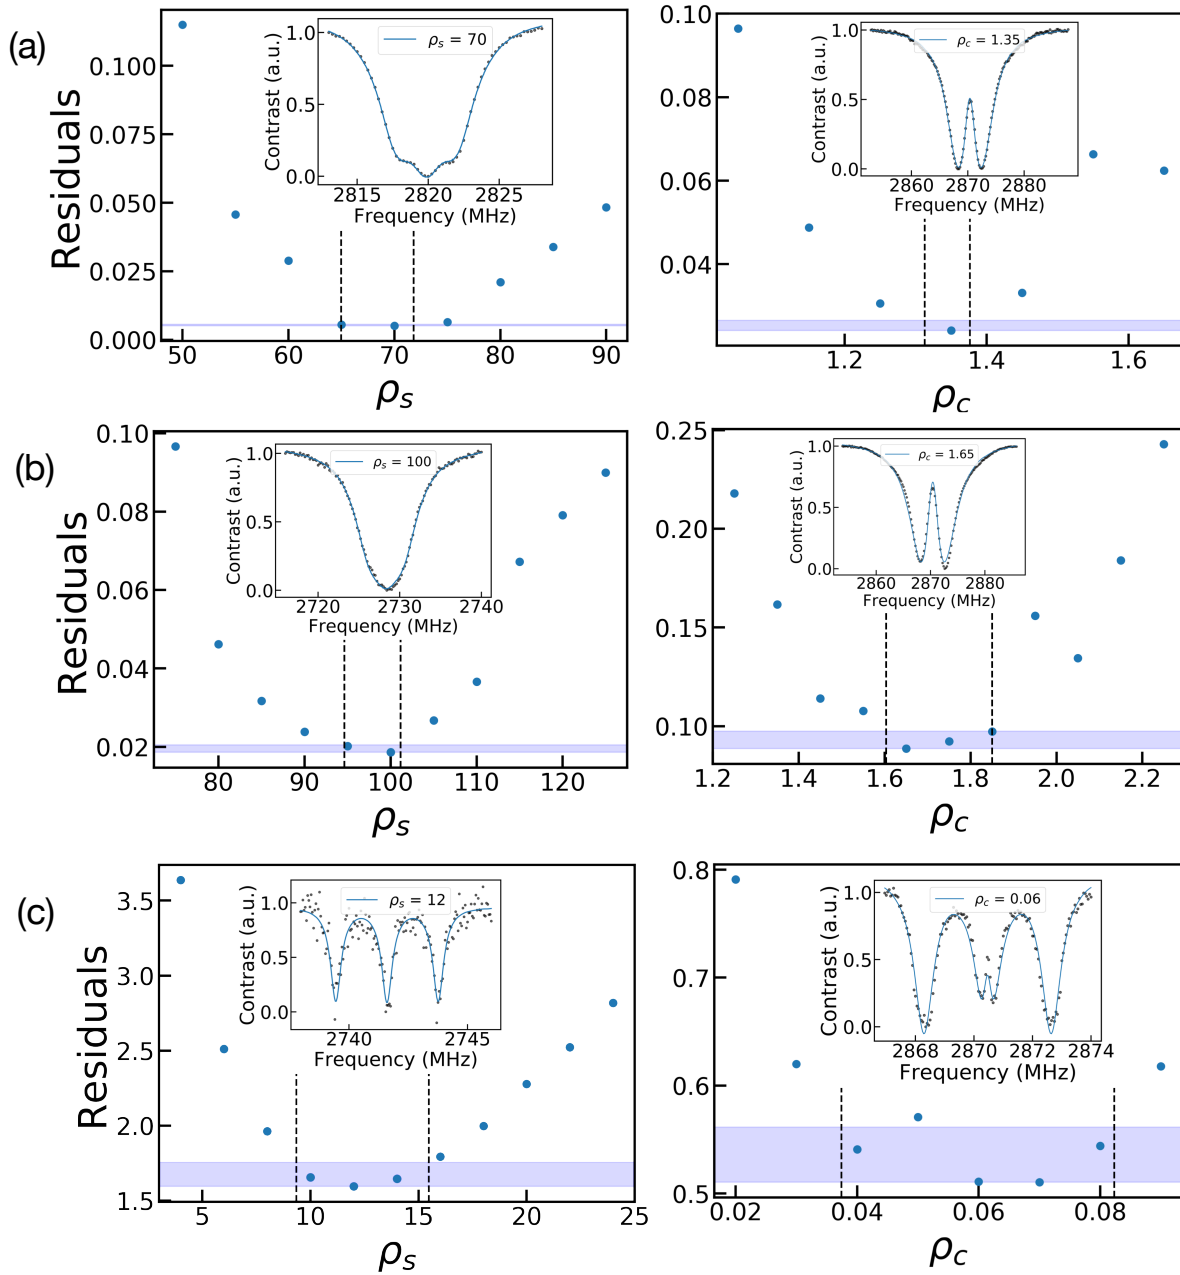 (a)
Residuals
0.100
0.075
0.050
0.025
0.000
50 60 70 80 90
ρs
Contrast (a.u.)
1.0
0.5
0.0
ρs = 70
2815 2820 2825
Frequency (MHz)
0.10
0.08
0.06
0.04
1.2 1.4 1.6
ρc
Contrast (a.u.)
1.0
0.5
0.0
ρc = 1.35
2860 2870 2880
Frequency (MHz)
(b)
Residuals
0.10
0.08
0.06
0.04
0.02
80 90 100 110 120
ρs
Contrast (a.u.)
1.0
0.5
0.0
ρs = 100
2720 2730 2740
Frequency (MHz)
0.25
0.20
0.15
0.10
1.2 1.4 1.6 1.8 2.0 2.2
ρc
Contrast (a.u.)
1.0
0.5
0.0
ρc = 1.65
2860 2870 2880
Frequency (MHz)
(c)
Residuals
3.5
3.0
2.5
2.0
1.5
5 10 15 20 25
ρs
Contrast (a.u.)
1.0
0.5
0.0
ρs = 12
2740 2745
Frequency (MHz)
0.8
0.7
0.6
0.5
0.02 0.04 0.06 0.08
ρc
Contrast (a.u.)
1.0
0.5
0.0
ρc = 0.06
2868 2870 2872 2874
Frequency (MHz)